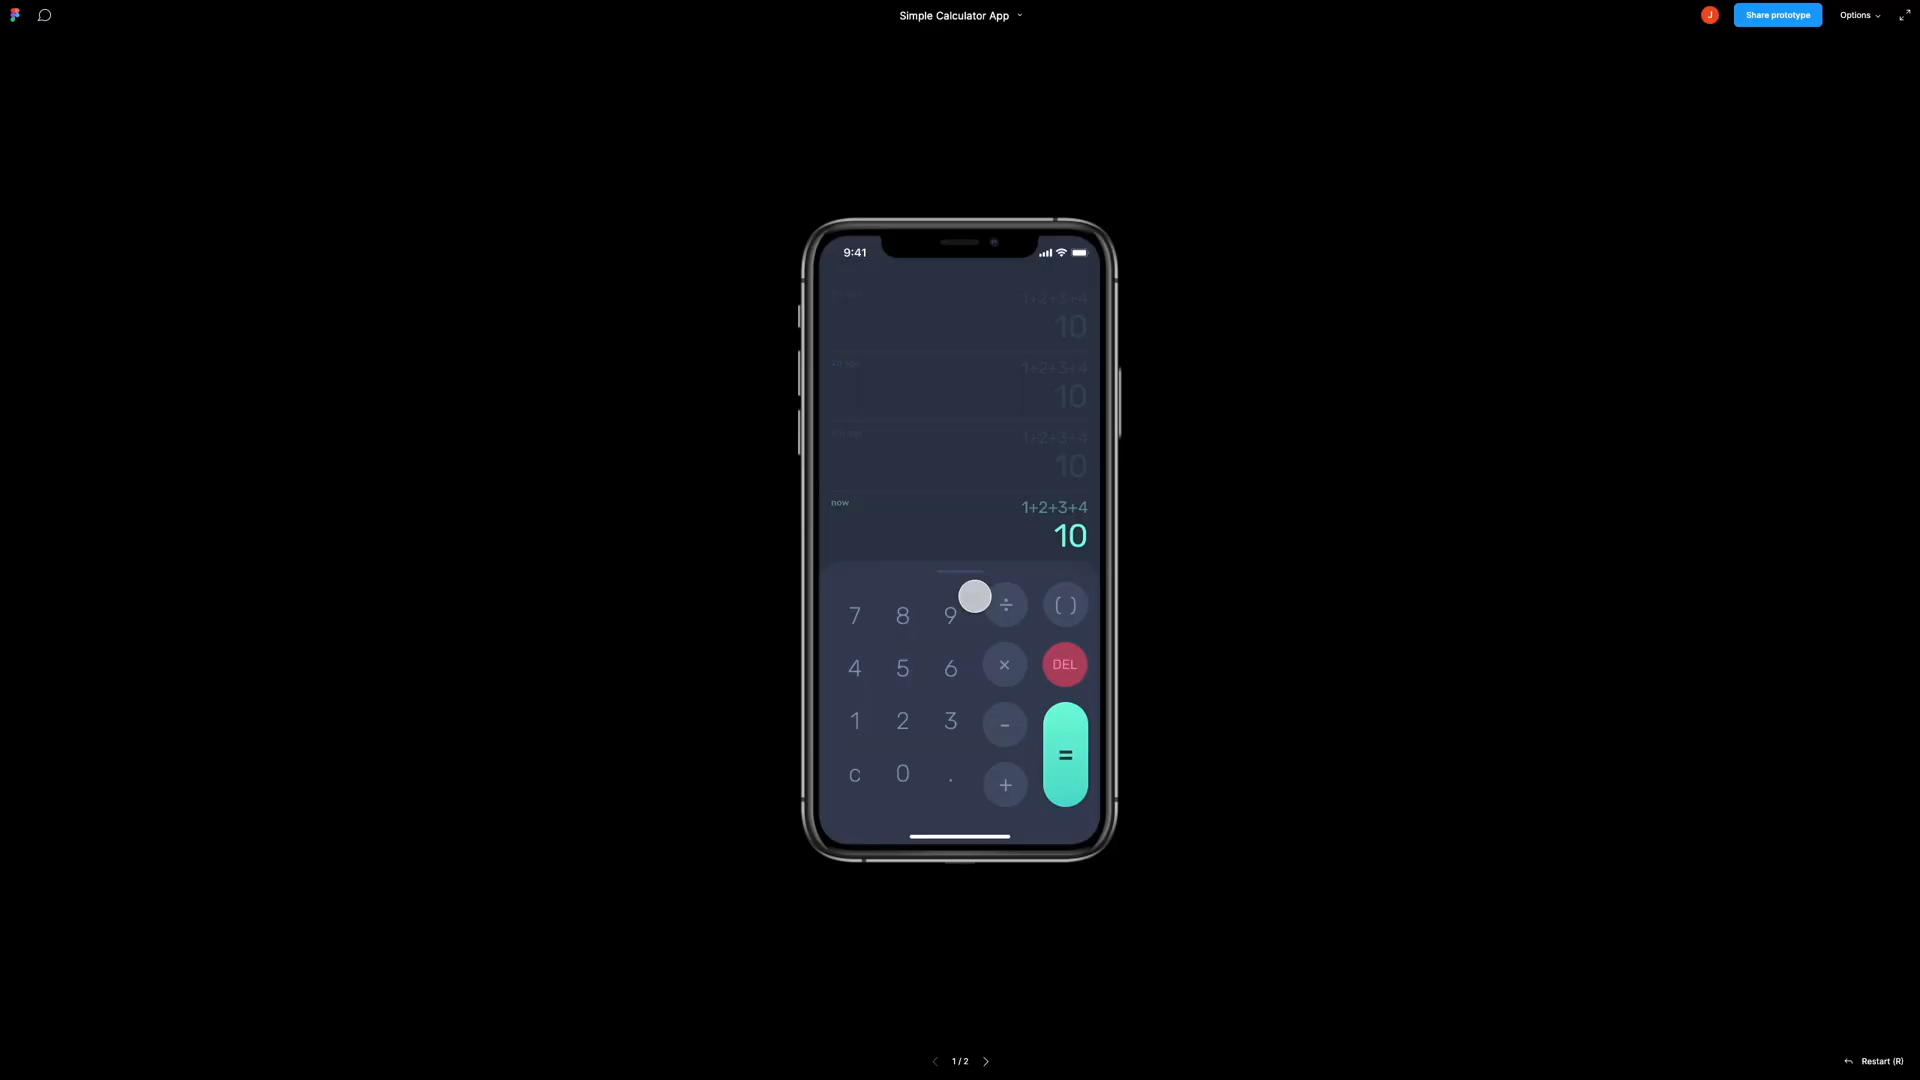 Simple Calculator App
J
Share prototype
Options
9:41
1+2+3+4
10
1+2+3+4
10
1+2+3+4
10
now
1+2+3+4
10
7 8 9 ÷ ( )
4 5 6 × DEL
1 2 3 -
=
c 0 . +
1 / 2
Restart (R)